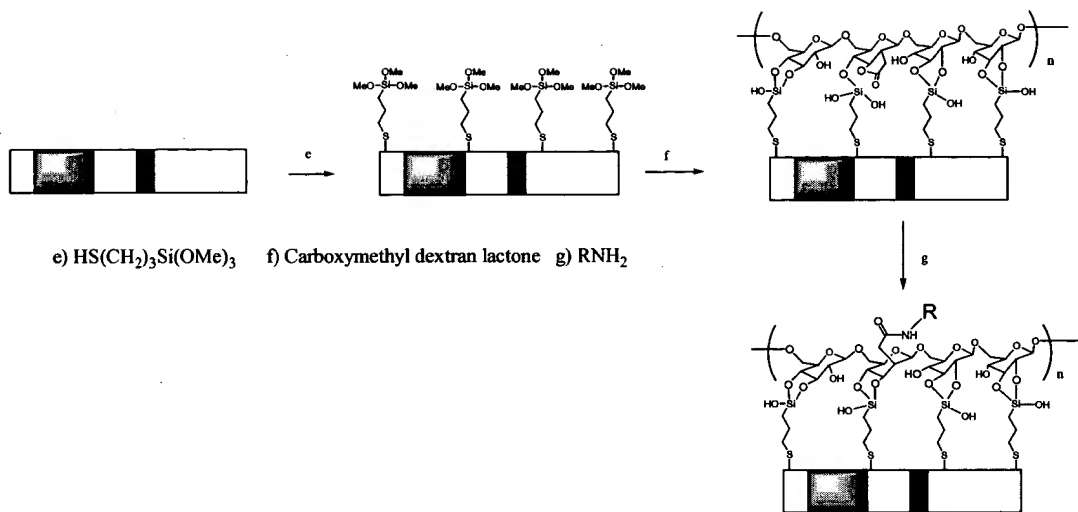 OMe OMe OMe OMe
MeO-Si-OMe MeO-Si-OMe MeO-Si-OMe MeO-Si-OMe
S S S S
e
f
O O O O O O O O
OH O HO HO
O O O O O O O O
HO Si HO Si OH Si OH Si OH
n
S S S S
e) HS(CH2)3Si(OMe)3 f) Carboxymethyl dextran lactone g) RNH2
g
R
O NH
O O O O O O O O
OH HO HO
O O O O O O O O
HO Si HO Si HO Si Si OH
n
S S S S